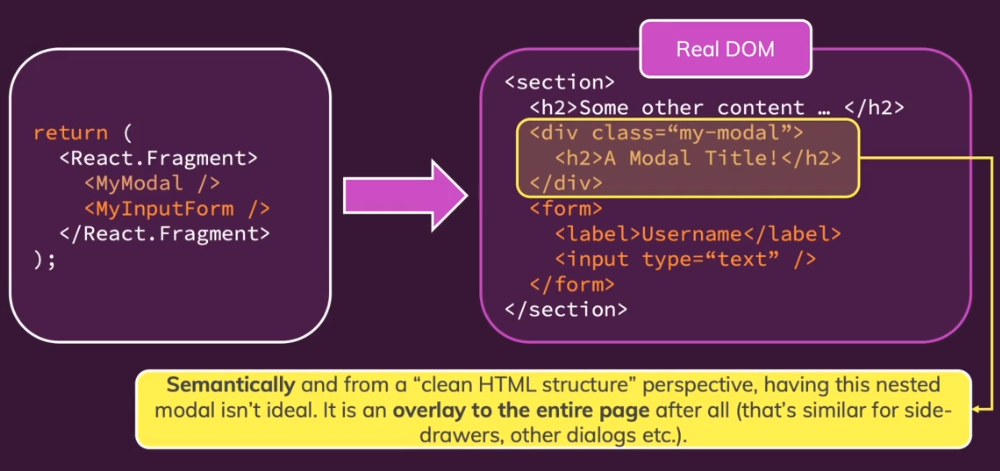 return (
<React.Fragment>
<MyModal />
<MyInputForm />
</React.Fragment>
);
Real DOM
<section>
<h2>Some other content … </h2>
<div class=“my-modal”>
<h2>A Modal Title!</h2>
</div>
<form>
<label>Username</label>
<input type=“text” />
</form>
</section>
Semantically and from a “clean HTML structure” perspective, having this nested
modal isn’t ideal. It is an overlay to the entire page after all (that’s similar for side-
drawers, other dialogs etc.).